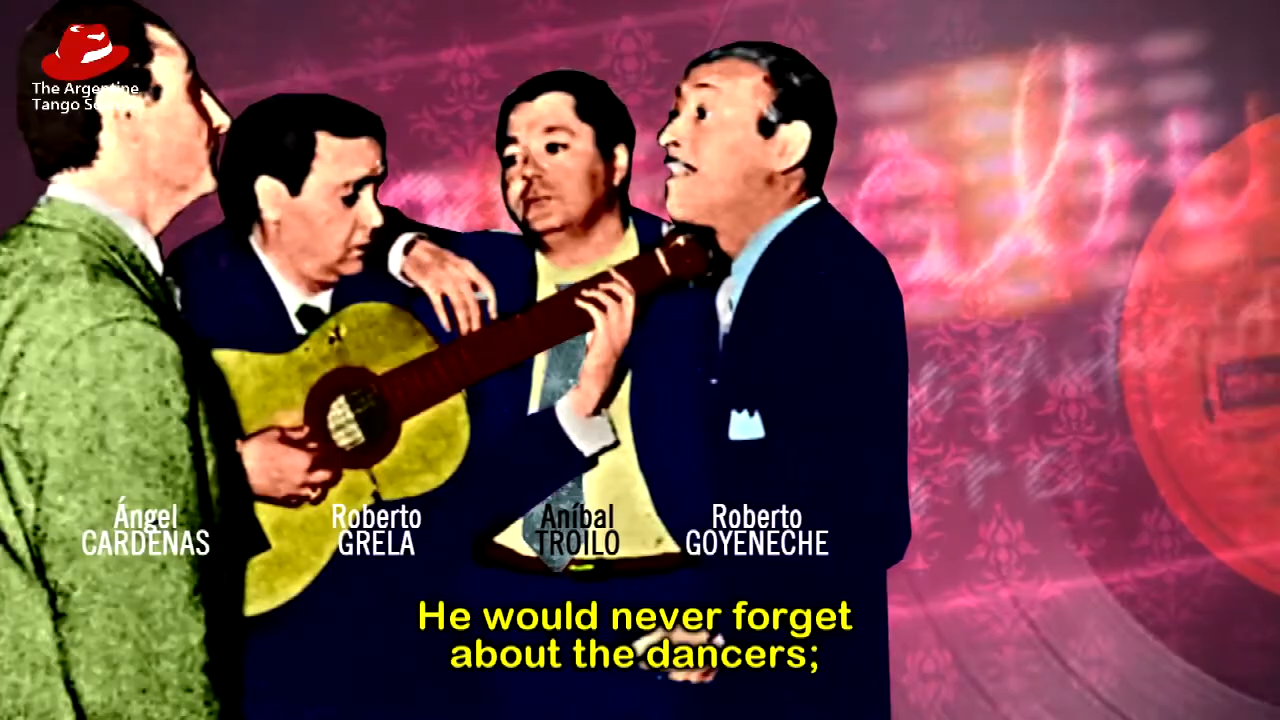 The Argentine
Tango
Ángel
CARDENAS
Roberto
GRELA
Aníbal
TROILO
Roberto
GOYENECHE
He would never forget
about the dancers;